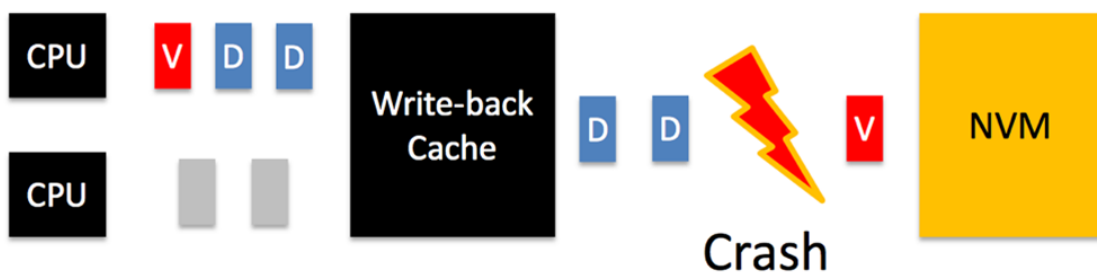 CPU
V D D
Write-back
Cache
D D
V
NVM
CPU
Crash